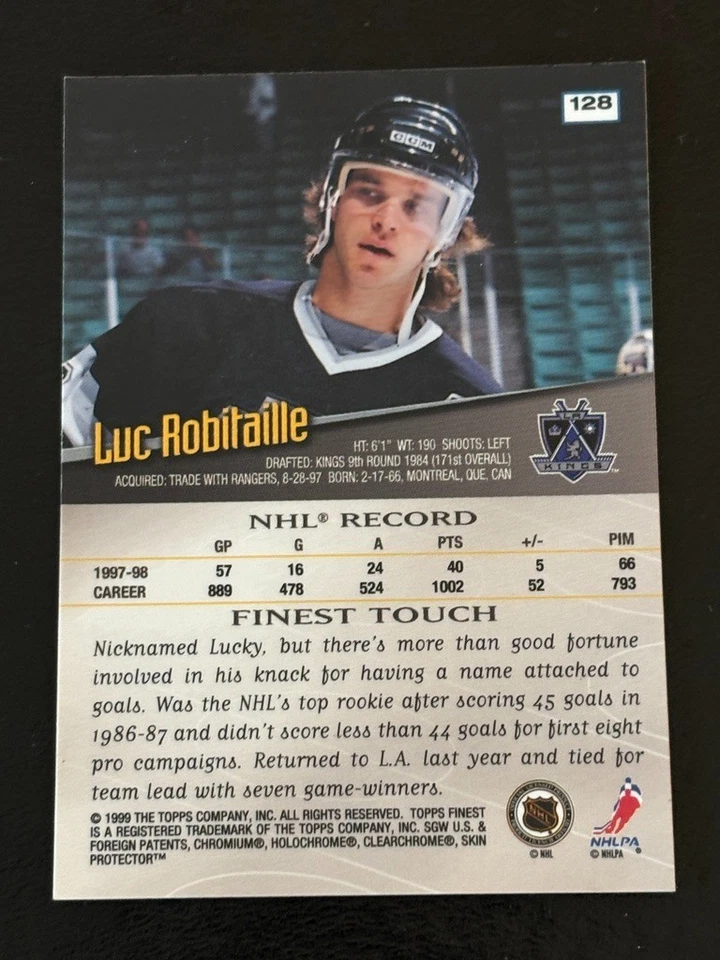 128
CCM
Luc Robitaille
HT: 6'1" WT: 190 SHOOTS: LEFT
DRAFTED: KINGS 9th ROUND 1984 (171st OVERALL)
ACQUIRED: TRADE WITH RANGERS, 8-28-97 BORN: 2-17-66, MONTREAL, QUE, CAN
LA
KINGS™
NHL® RECORD
GP G A PTS +/- PIM
1997-98 57 16 24 40 5 66
CAREER 889 478 524 1002 52 793
FINEST TOUCH
Nicknamed Lucky, but there's more than good fortune
involved in his knack for having a name attached to
goals. Was the NHL's top rookie after scoring 45 goals in
1986-87 and didn't score less than 44 goals for first eight
pro campaigns. Returned to L.A. last year and tied for
team lead with seven game-winners.
© 1999 THE TOPPS COMPANY, INC. ALL RIGHTS RESERVED. TOPPS FINEST
IS A REGISTERED TRADEMARK OF THE TOPPS COMPANY, INC. SGW U.S. &
FOREIGN PATENTS, CHROMIUM®, HOLOCHROME®, CLEARCHROME®, SKIN
PROTECTOR™
NHL
© NHL
NHLPA®
© NHLPA